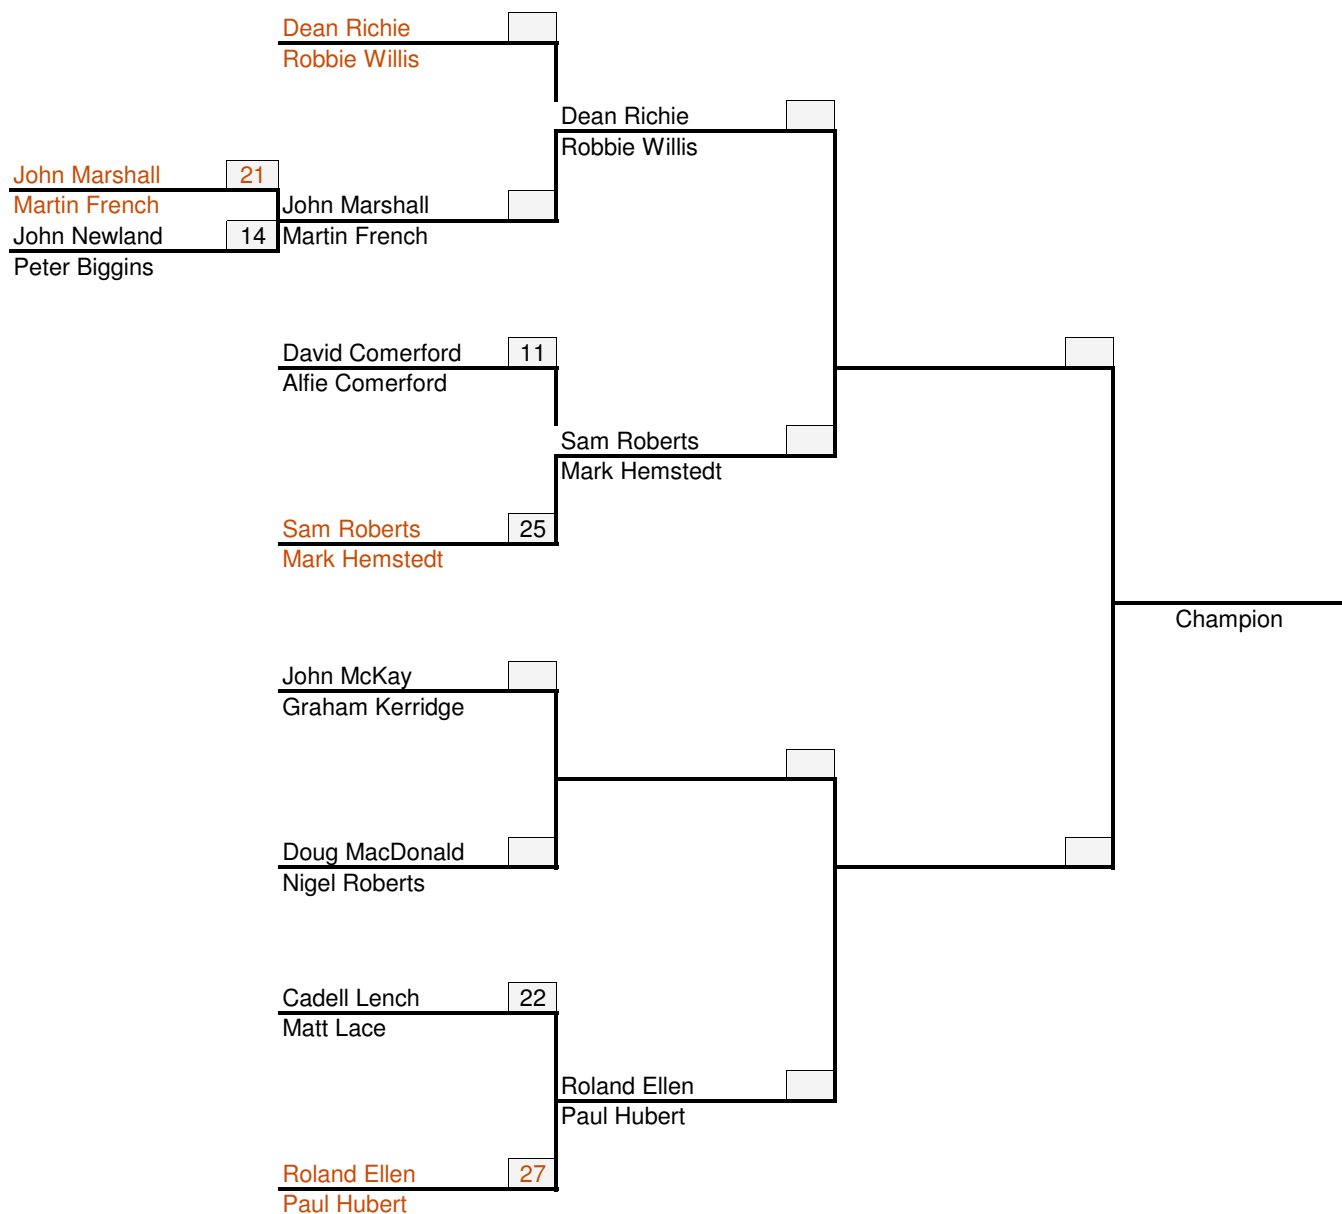 Dean Richie
Robbie Willis
Dean Richie
Robbie Willis
John Marshall 21
Martin French
John Newland 14
Peter Biggins
John Marshall
Martin French
David Comerford 11
Alfie Comerford
Sam Roberts
Mark Hemstedt
Sam Roberts 25
Mark Hemstedt
Champion
John McKay
Graham Kerridge
Doug MacDonald
Nigel Roberts
Cadell Lench 22
Matt Lace
Roland Ellen
Paul Hubert
Roland Ellen 27
Paul Hubert